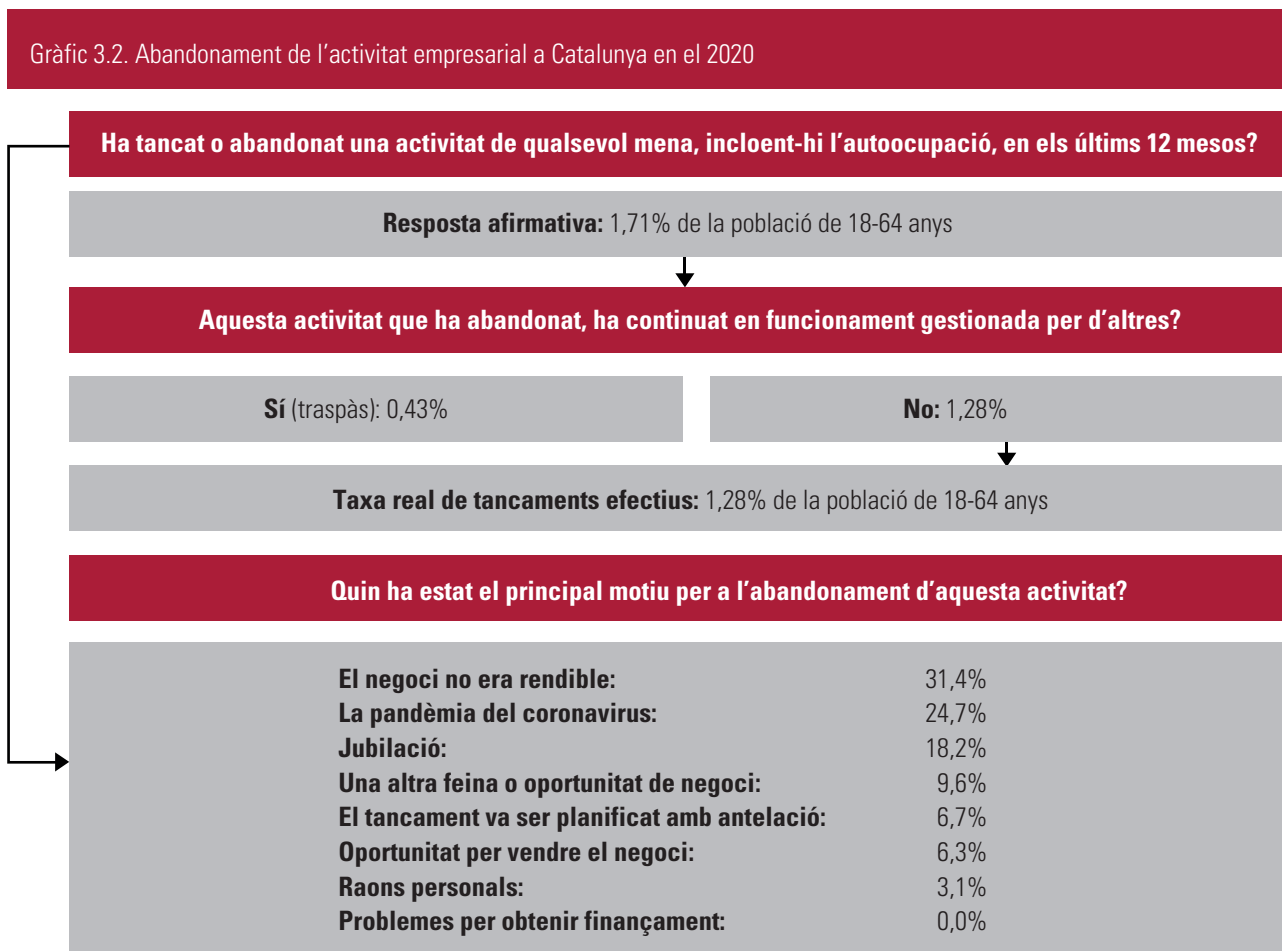 Gràfic 3.2. Abandonament de l’activitat empresarial a Catalunya en el 2020
Ha tancat o abandonat una activitat de qualsevol mena, incloent-hi l’autoocupació, en els últims 12 mesos?
Resposta afirmativa: 1,71% de la població de 18-64 anys
Aquesta activitat que ha abandonat, ha continuat en funcionament gestionada per d’altres?
Sí (traspàs): 0,43%
No: 1,28%
Taxa real de tancaments efectius: 1,28% de la població de 18-64 anys
Quin ha estat el principal motiu per a l’abandonament d’aquesta activitat?
El negoci no era rendible: 31,4%
La pandèmia del coronavirus: 24,7%
Jubilació: 18,2%
Una altra feina o oportunitat de negoci: 9,6%
El tancament va ser planificat amb antelació: 6,7%
Oportunitat per vendre el negoci: 6,3%
Raons personals: 3,1%
Problemes per obtenir finançament: 0,0%